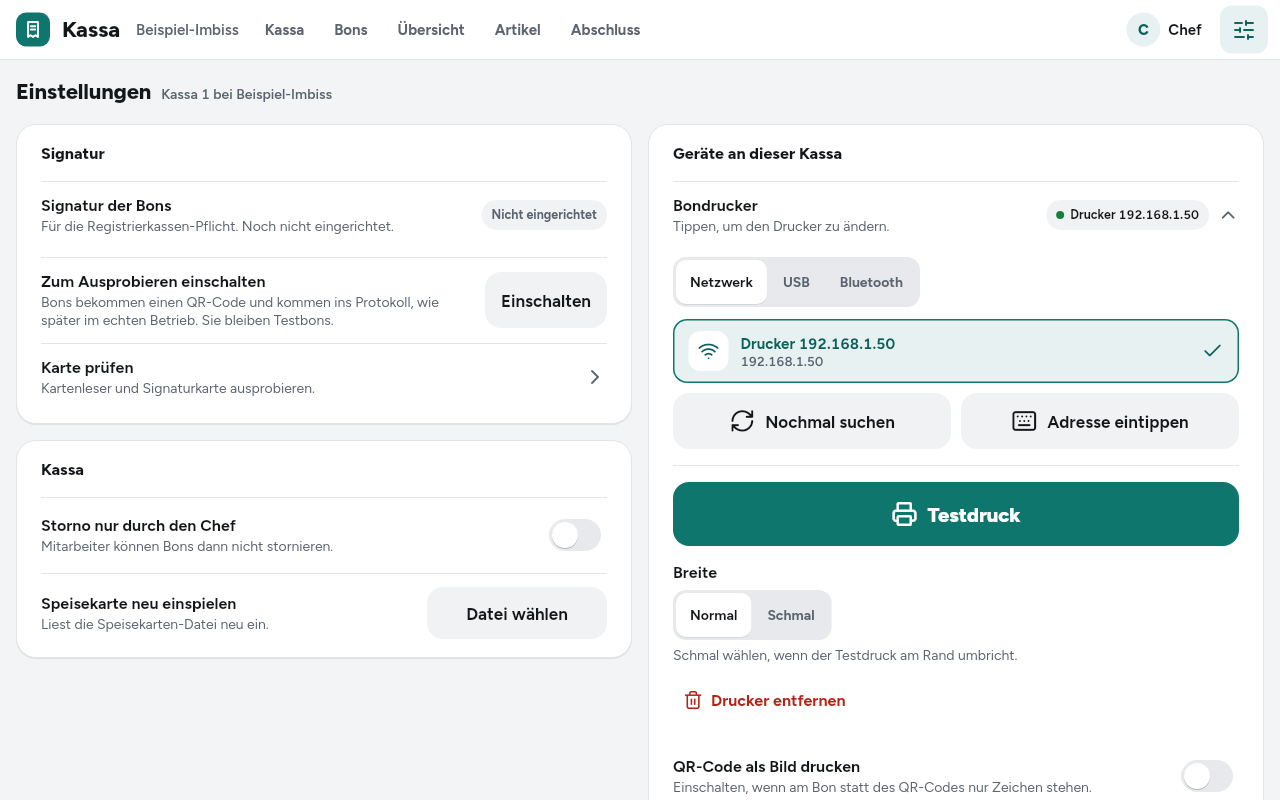 Kassa Beispiel-Imbiss Kassa Bons Übersicht Artikel Abschluss C Chef
Einstellungen Kassa 1 bei Beispiel-Imbiss
Signatur
Signatur der Bons
Für die Registrierkassen-Pflicht. Noch nicht eingerichtet.
Nicht eingerichtet
Zum Ausprobieren einschalten
Bons bekommen einen QR-Code und kommen ins Protokoll, wie
später im echten Betrieb. Sie bleiben Testbons.
Einschalten
Karte prüfen
Kartenleser und Signaturkarte ausprobieren.
Kassa
Storno nur durch den Chef
Mitarbeiter können Bons dann nicht stornieren.
Speisekarte neu einspielen
Liest die Speisekarten-Datei neu ein.
Datei wählen
Geräte an dieser Kassa
Bondrucker
Tippen, um den Drucker zu ändern.
Drucker 192.168.1.50
Netzwerk USB Bluetooth
Drucker 192.168.1.50
192.168.1.50
Nochmal suchen Adresse eintippen
Testdruck
Breite
Normal Schmal
Schmal wählen, wenn der Testdruck am Rand umbricht.
Drucker entfernen
QR-Code als Bild drucken
Einschalten, wenn am Bon statt des QR-Codes nur Zeichen stehen.